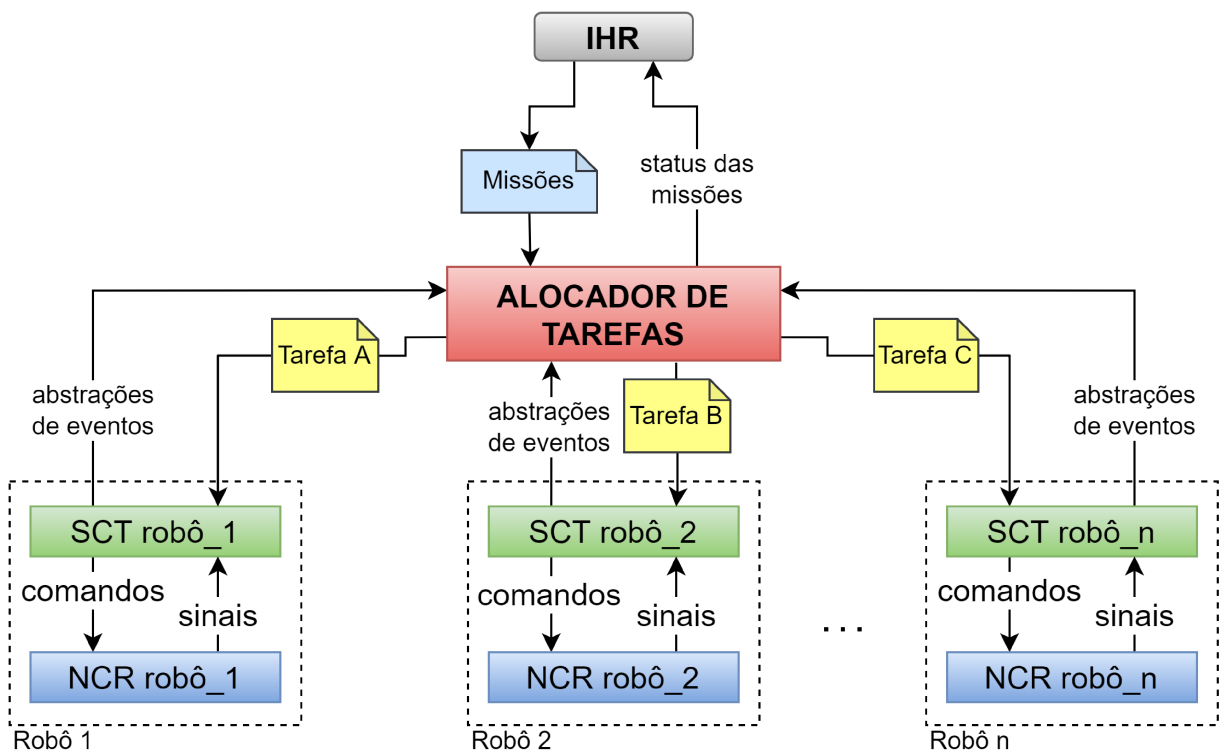 IHR
Missões
status das
missões
ALOCADOR DE
TAREFAS
Tarefa A
Tarefa B
Tarefa C
abstrações
de eventos
abstrações
de eventos
abstrações
de eventos
SCT robô_1
SCT robô_2
SCT robô_n
comandos
sinais
comandos
sinais
...
comandos
sinais
NCR robô_1
NCR robô_2
NCR robô_n
Robô 1
Robô 2
Robô n